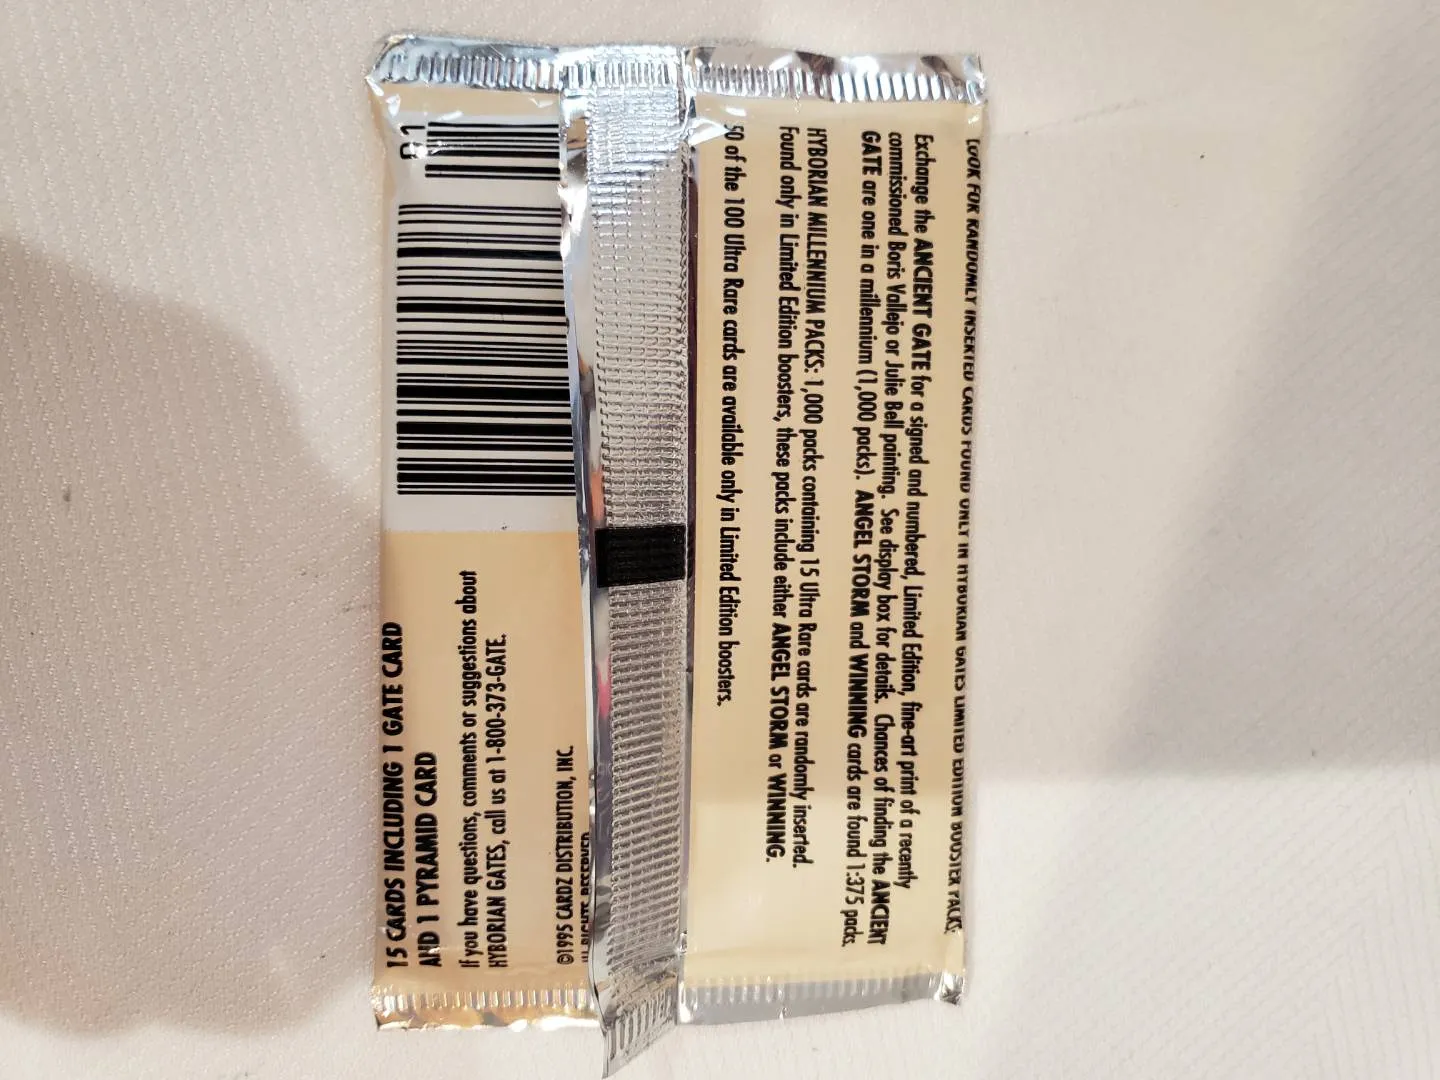 LOOK FOR RANDOMLY INSERTED CARDS FOUND ONLY IN HYBORIAN GATES LIMITED EDITION BOOSTER PACKS:
Exchange the ANCIENT GATE for a signed and numbered, Limited Edition, fine-art print of a recently
commissioned Boris Vallejo or Julie Bell painting. See display box for details. Chances of finding the ANCIENT
GATE are one in a millennium (1,000 packs). ANGEL STORM and WINNING cards are found 1:375 packs.
HYBORIAN MILLENNIUM PACKS: 1,000 packs containing 15 Ultra Rare cards are randomly inserted.
Found only in Limited Edition boosters, these packs include either ANGEL STORM or WINNING.
50 of the 100 Ultra Rare cards are available only in Limited Edition boosters.
15 CARDS INCLUDING 1 GATE CARD
AND 1 PYRAMID CARD
If you have questions, comments or suggestions about
HYBORIAN GATES, call us at 1-800-373-GATE.
©1995 CARDZ DISTRIBUTION, INC.
RIGHTS RESERVED